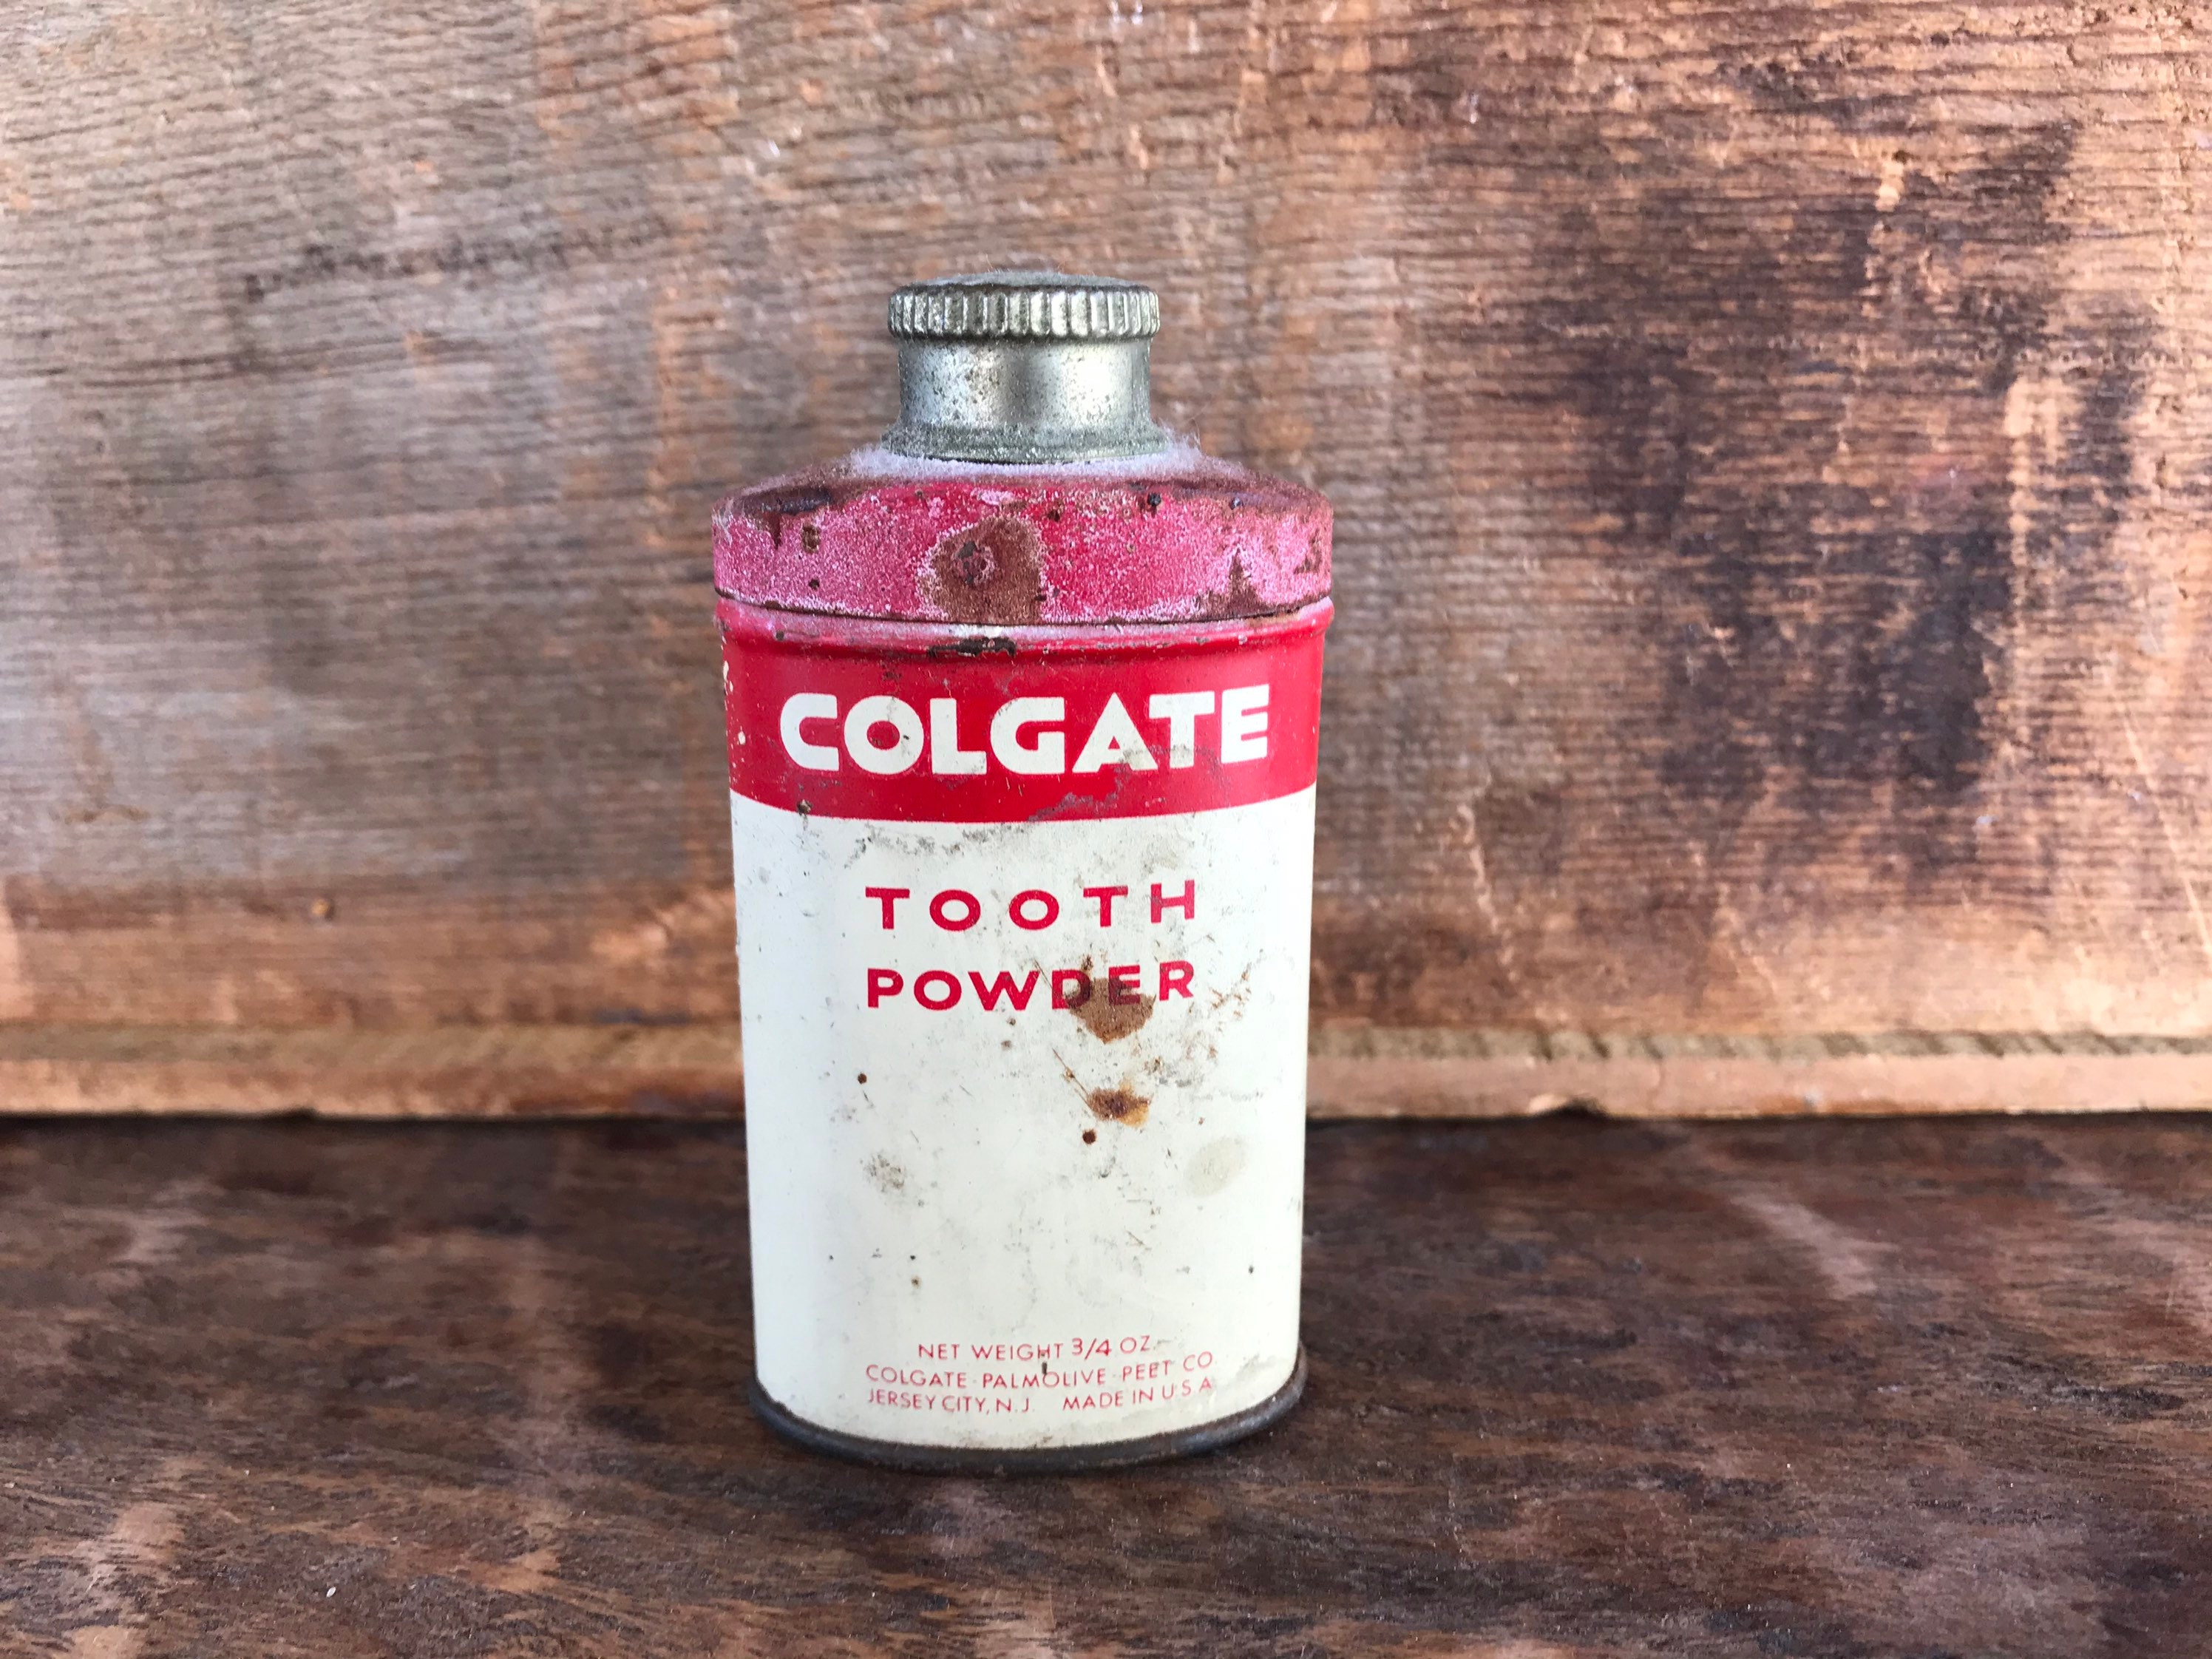 COLGATE
TOOTH
POWDER
NET WEIGHT 3/4 OZ.
COLGATE-PALMOLIVE-PEET CO.
JERSEY CITY, N.J. MADE IN U.S.A.